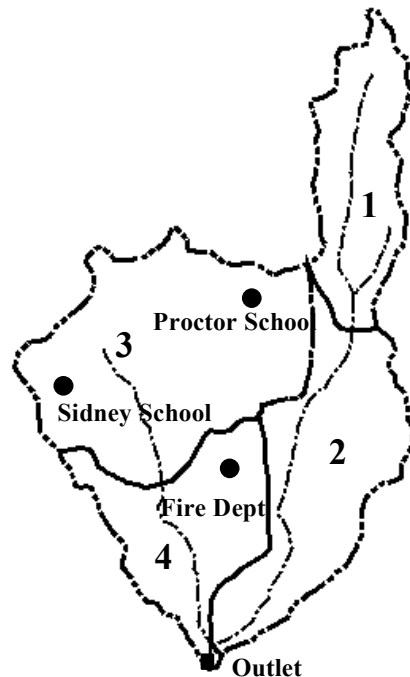 1
Proctor School
3
Sidney School
2
Fire Dept
4
Outlet